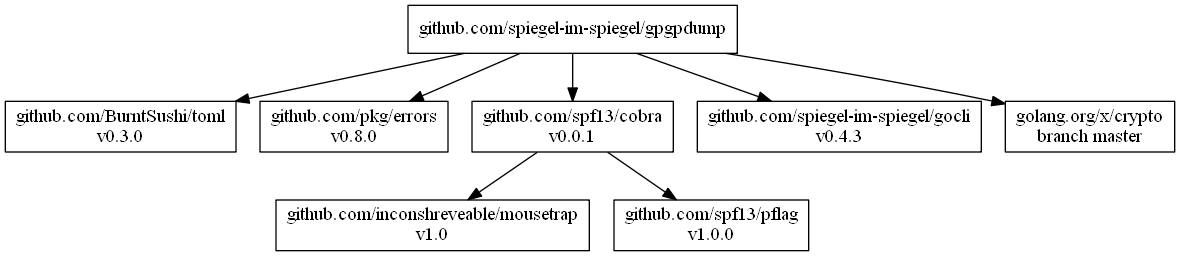 github.com/spiegel-im-spiegel/gpgpdump
github.com/BurntSushi/toml
v0.3.0
github.com/pkg/errors
v0.8.0
github.com/spf13/cobra
v0.0.1
github.com/spiegel-im-spiegel/gocli
v0.4.3
golang.org/x/crypto
branch master
github.com/inconshreveable/mousetrap
v1.0
github.com/spf13/pflag
v1.0.0